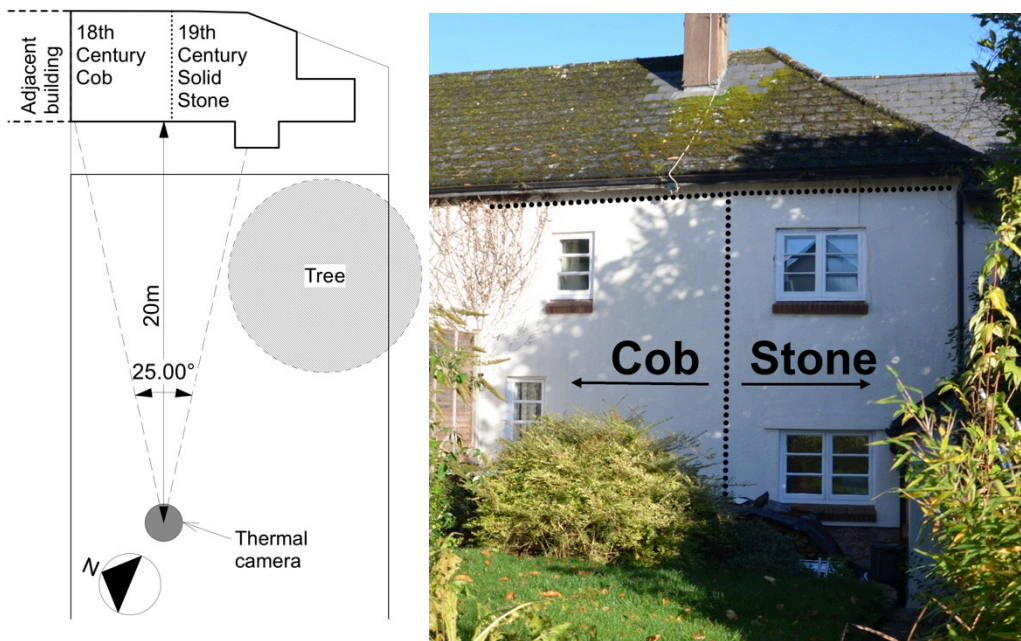 Adjacent
building
18th
Century
Cob
19th
Century
Solid
Stone
Tree
20m
25.00°
Thermal
camera
N
Cob
Stone